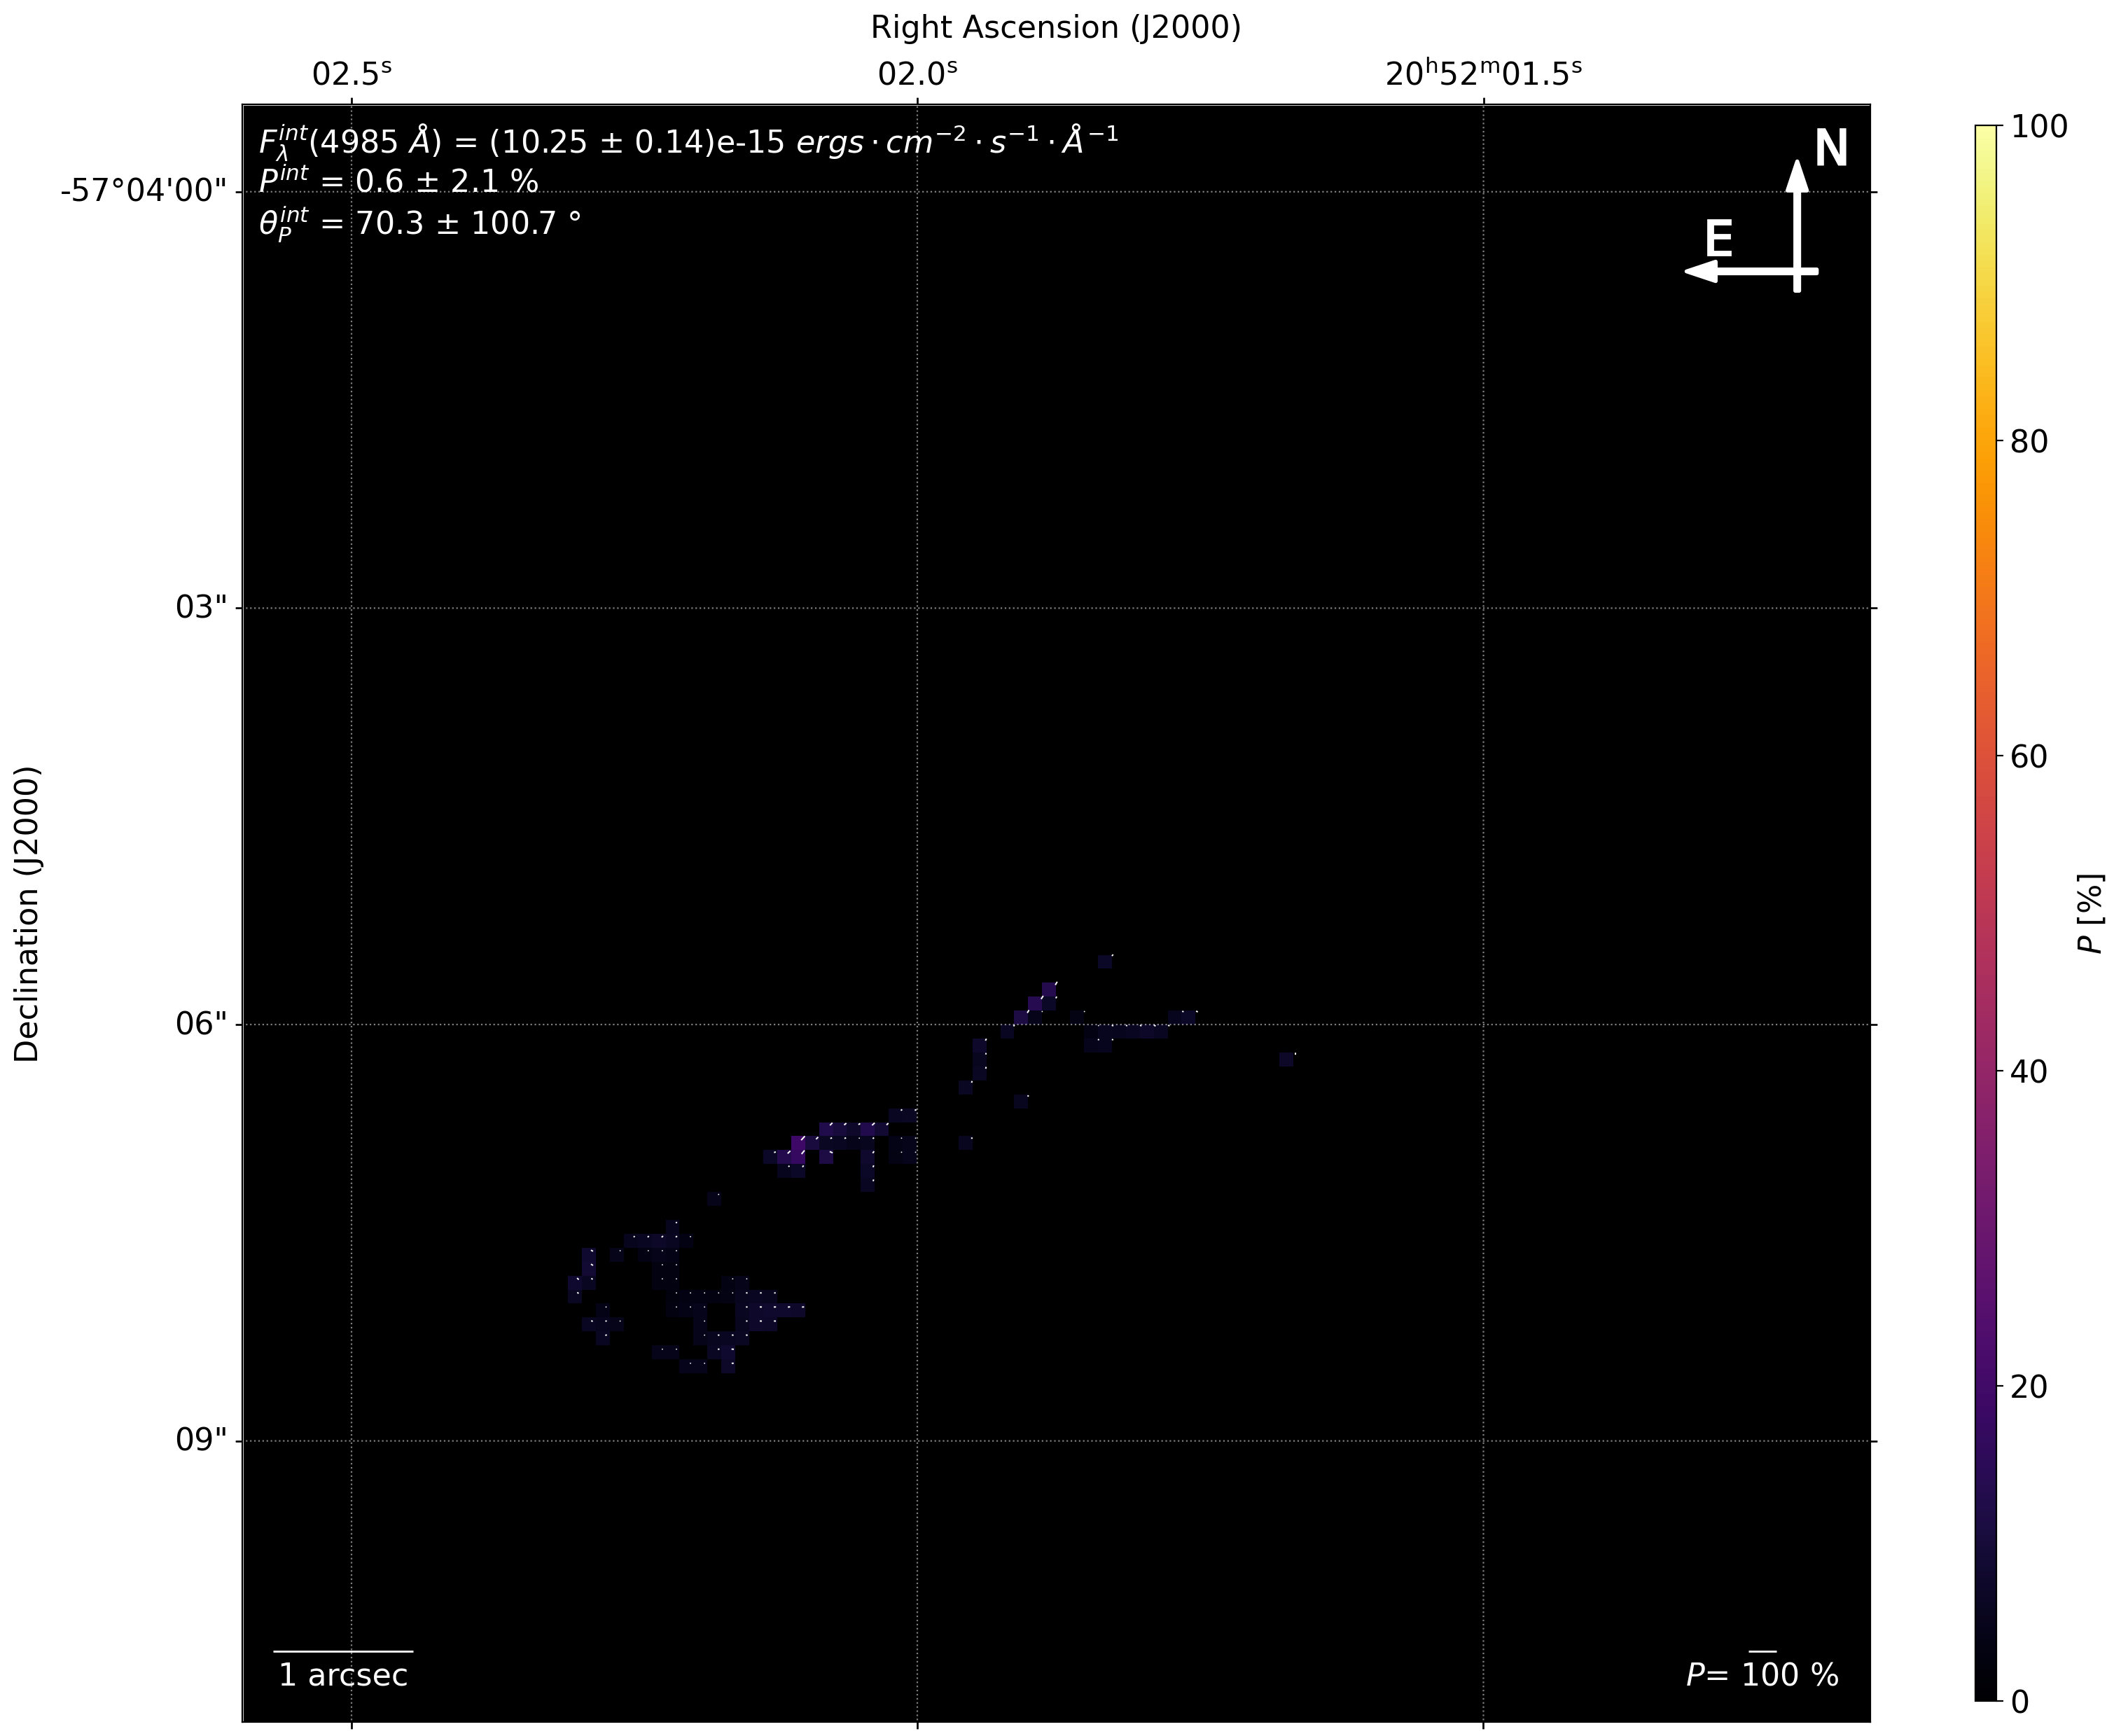 Right Ascension (J2000)
02.5ˢ 02.0ˢ 20ʰ52ᵐ01.5ˢ
F_λ^int(4985 Å) = (10.25 ± 0.14)e-15 ergs · cm⁻² · s⁻¹ · Å⁻¹
P^int = 0.6 ± 2.1 %
θ_P^int = 70.3 ± 100.7 °
N
E
-57°04'00"
03"
06"
09"
Declination (J2000)
1 arcsec
P= 100 %
100
80
60
40
20
0
P [%]